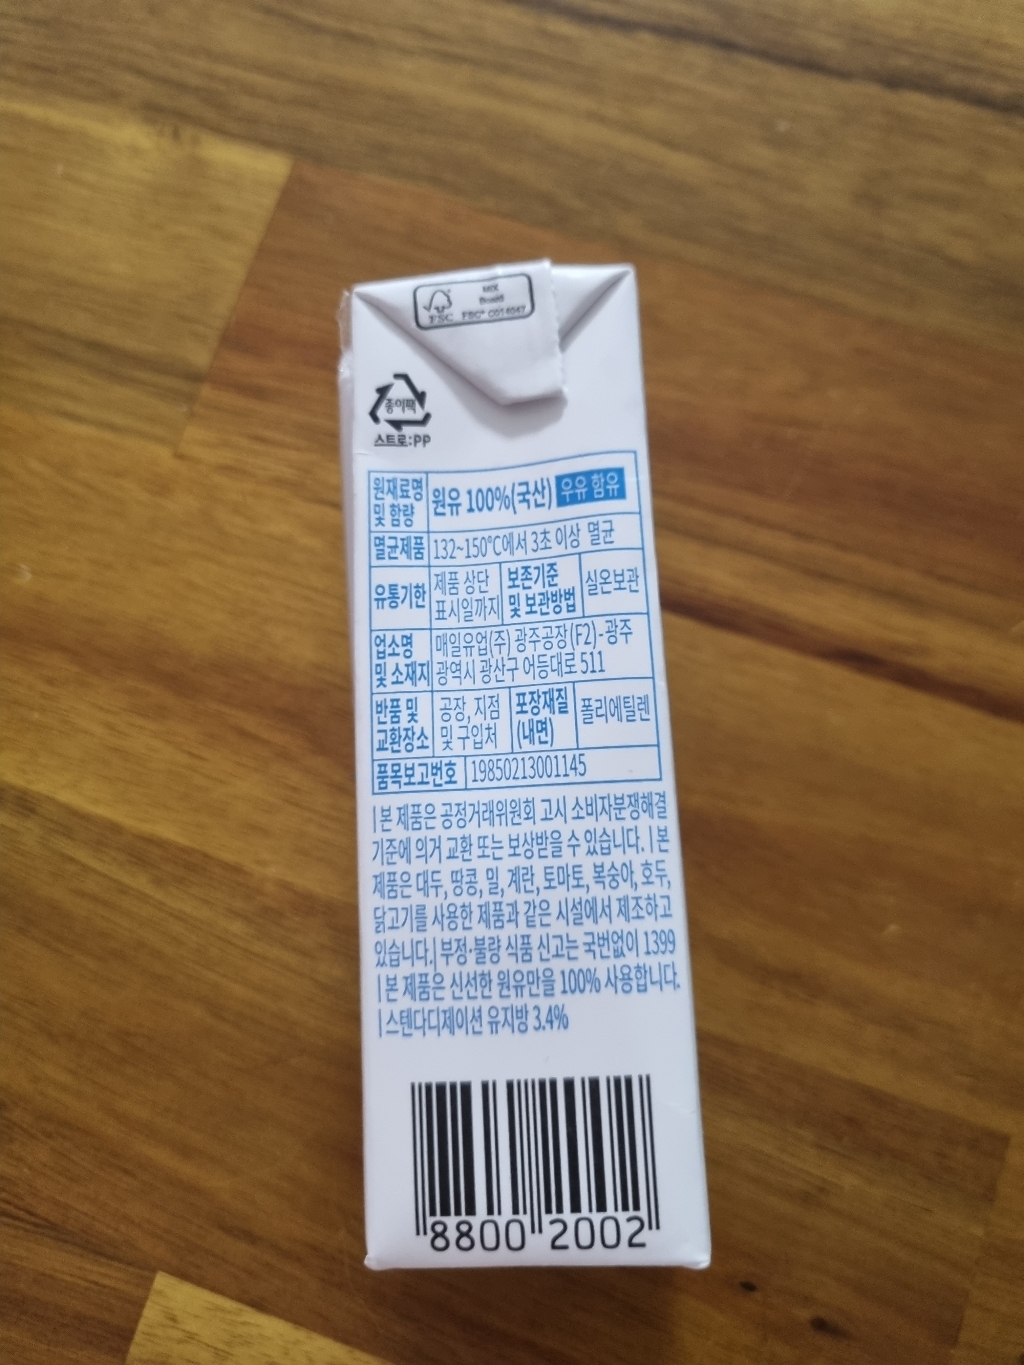 MIX
Board
FSC FSC® C014047
종이팩
스트로:PP
원재료명 및 함량 원유 100%(국산) 우유 함유
멸균제품 132~150℃에서 3초 이상 멸균
유통기한 제품 상단 표시일까지 보존기준 및 보관방법 실온보관
업소명 및 소재지 매일유업(주) 광주공장(F2)-광주
광역시 광산구 어등대로 511
반품 및 교환장소 공장, 지점 및 구입처 포장재질 (내면) 폴리에틸렌
품목보고번호 19850213001145
| 본 제품은 공정거래위원회 고시 소비자분쟁해결
기준에 의거 교환 또는 보상받을 수 있습니다. | 본
제품은 대두, 땅콩, 밀, 계란, 토마토, 복숭아, 호두,
닭고기를 사용한 제품과 같은 시설에서 제조하고
있습니다. | 부정·불량 식품 신고는 국번없이 1399
| 본 제품은 신선한 원유만을 100% 사용합니다.
| 스텐다디제이션 유지방 3.4%
8800 2002